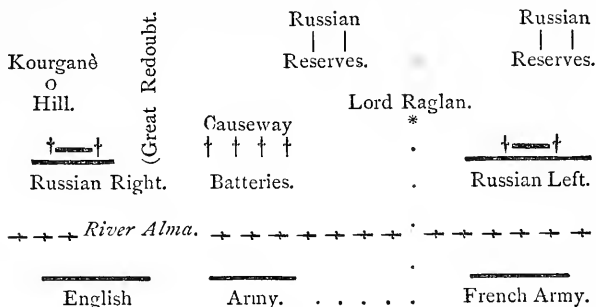 Russian Russian
Reserves. Reserves.
(Great Redoubt.
Kourganè
Hill.
Lord Raglan.
Causeway
Batteries.
Russian Right.
Russian Left.
River Alma.
English Army. French Army.